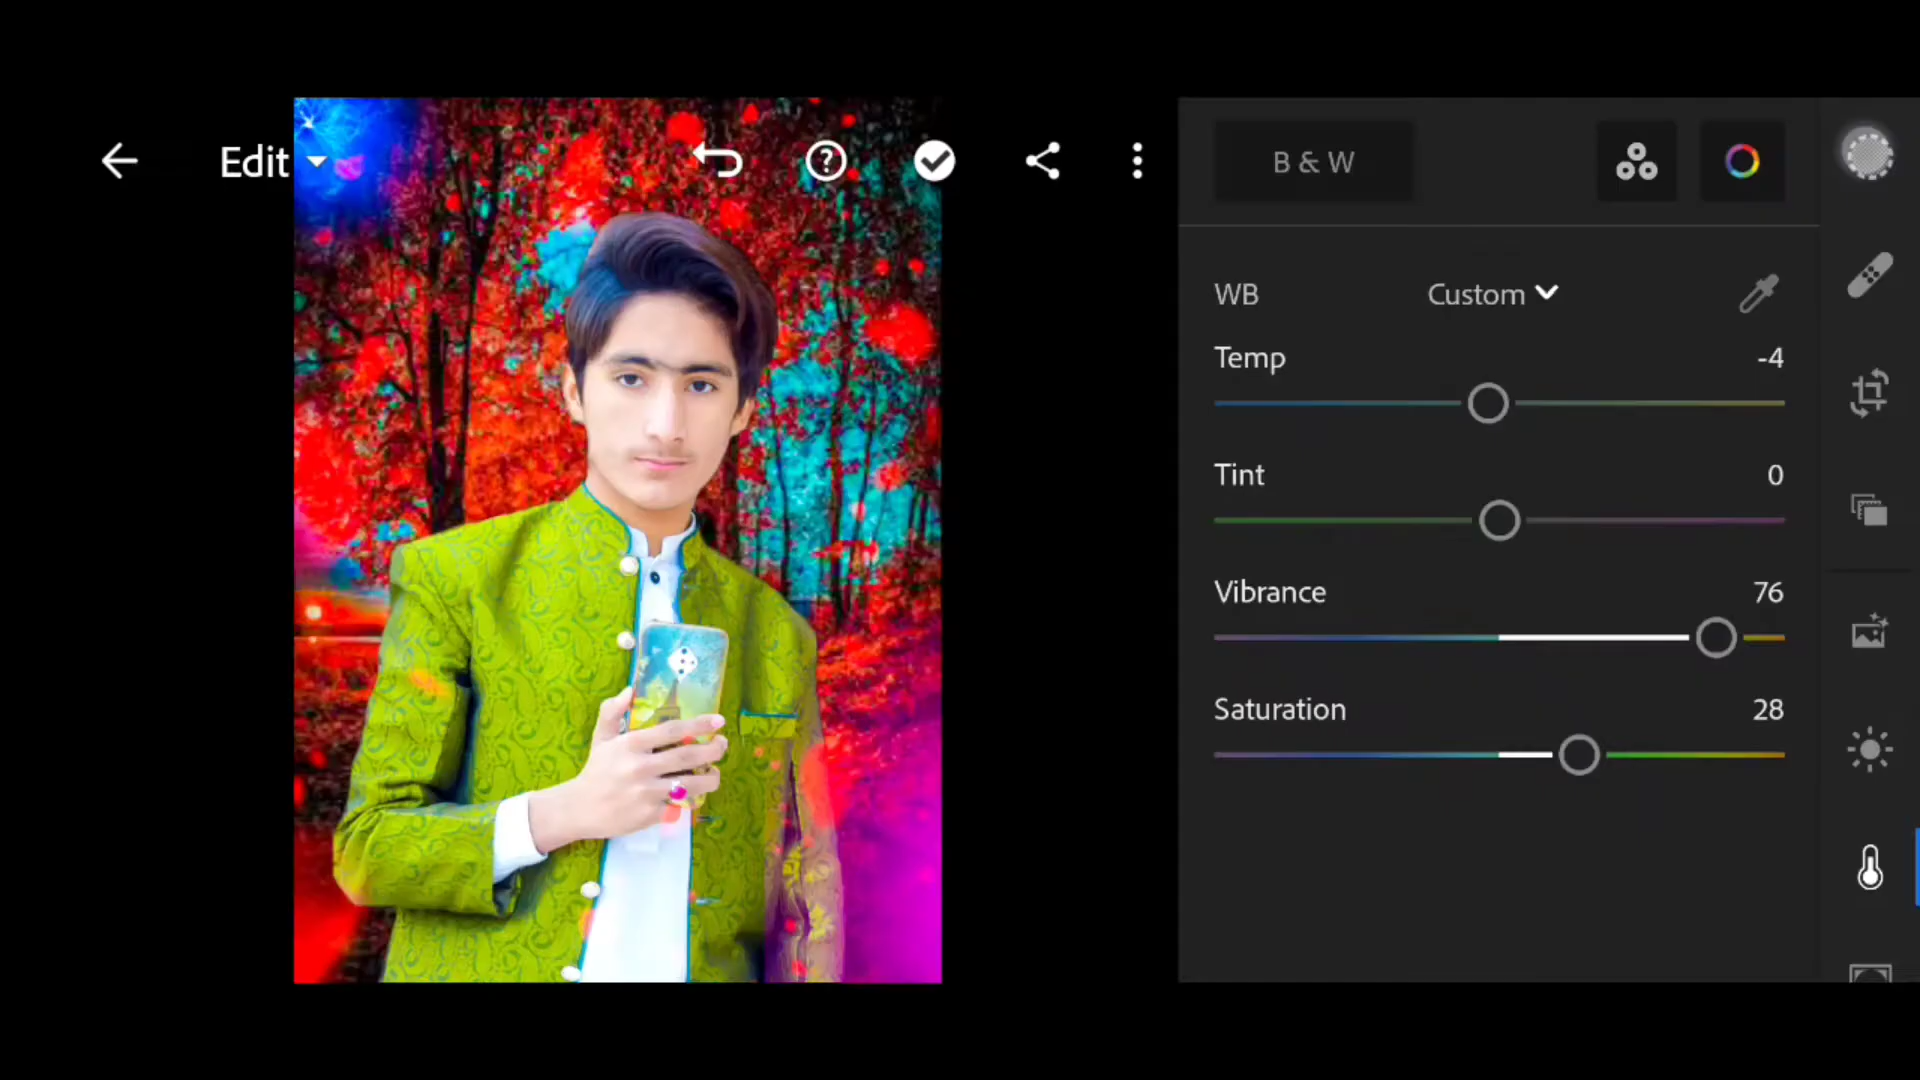 Edit
B & W
WB Custom
Temp -4
Tint 0
Vibrance 76
Saturation 28